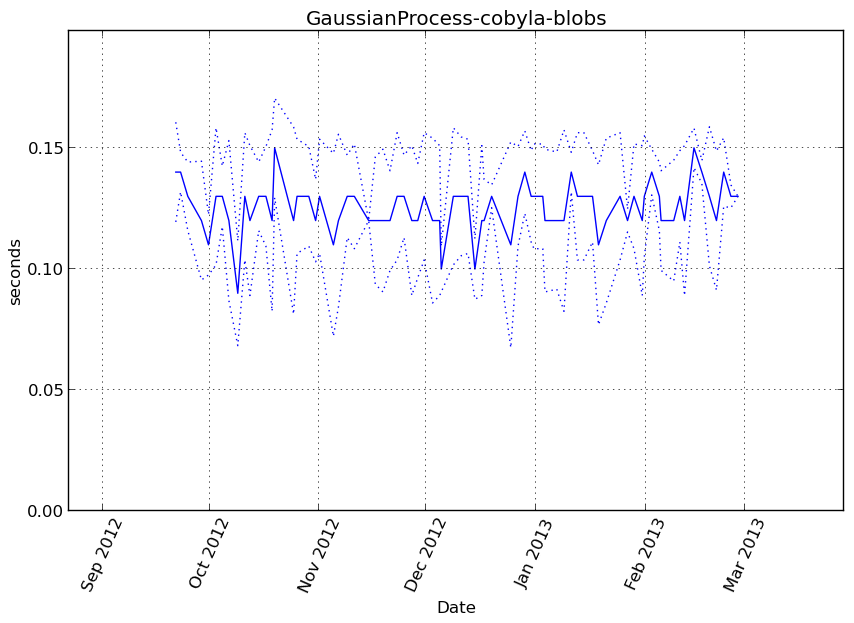 GaussianProcess-cobyla-blobs
0.15
0.10
0.05
0.00
seconds
Sep 2012
Oct 2012
Nov 2012
Dec 2012
Jan 2013
Feb 2013
Mar 2013
Date